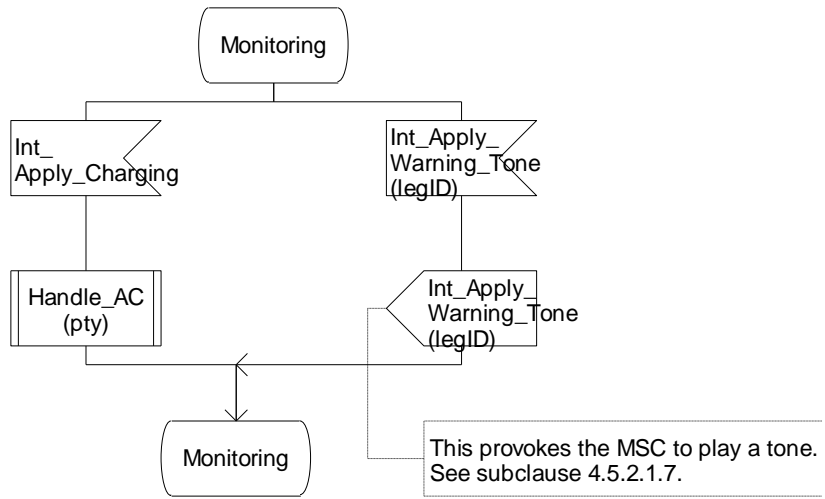 Monitoring
Int_
Apply_Charging
Int_Apply_
Warning_Tone
(legID)
Handle_AC
(pty)
Int_Apply_
Warning_Tone
(legID)
Monitoring
This provokes the MSC to play a tone.
See subclause 4.5.2.1.7.